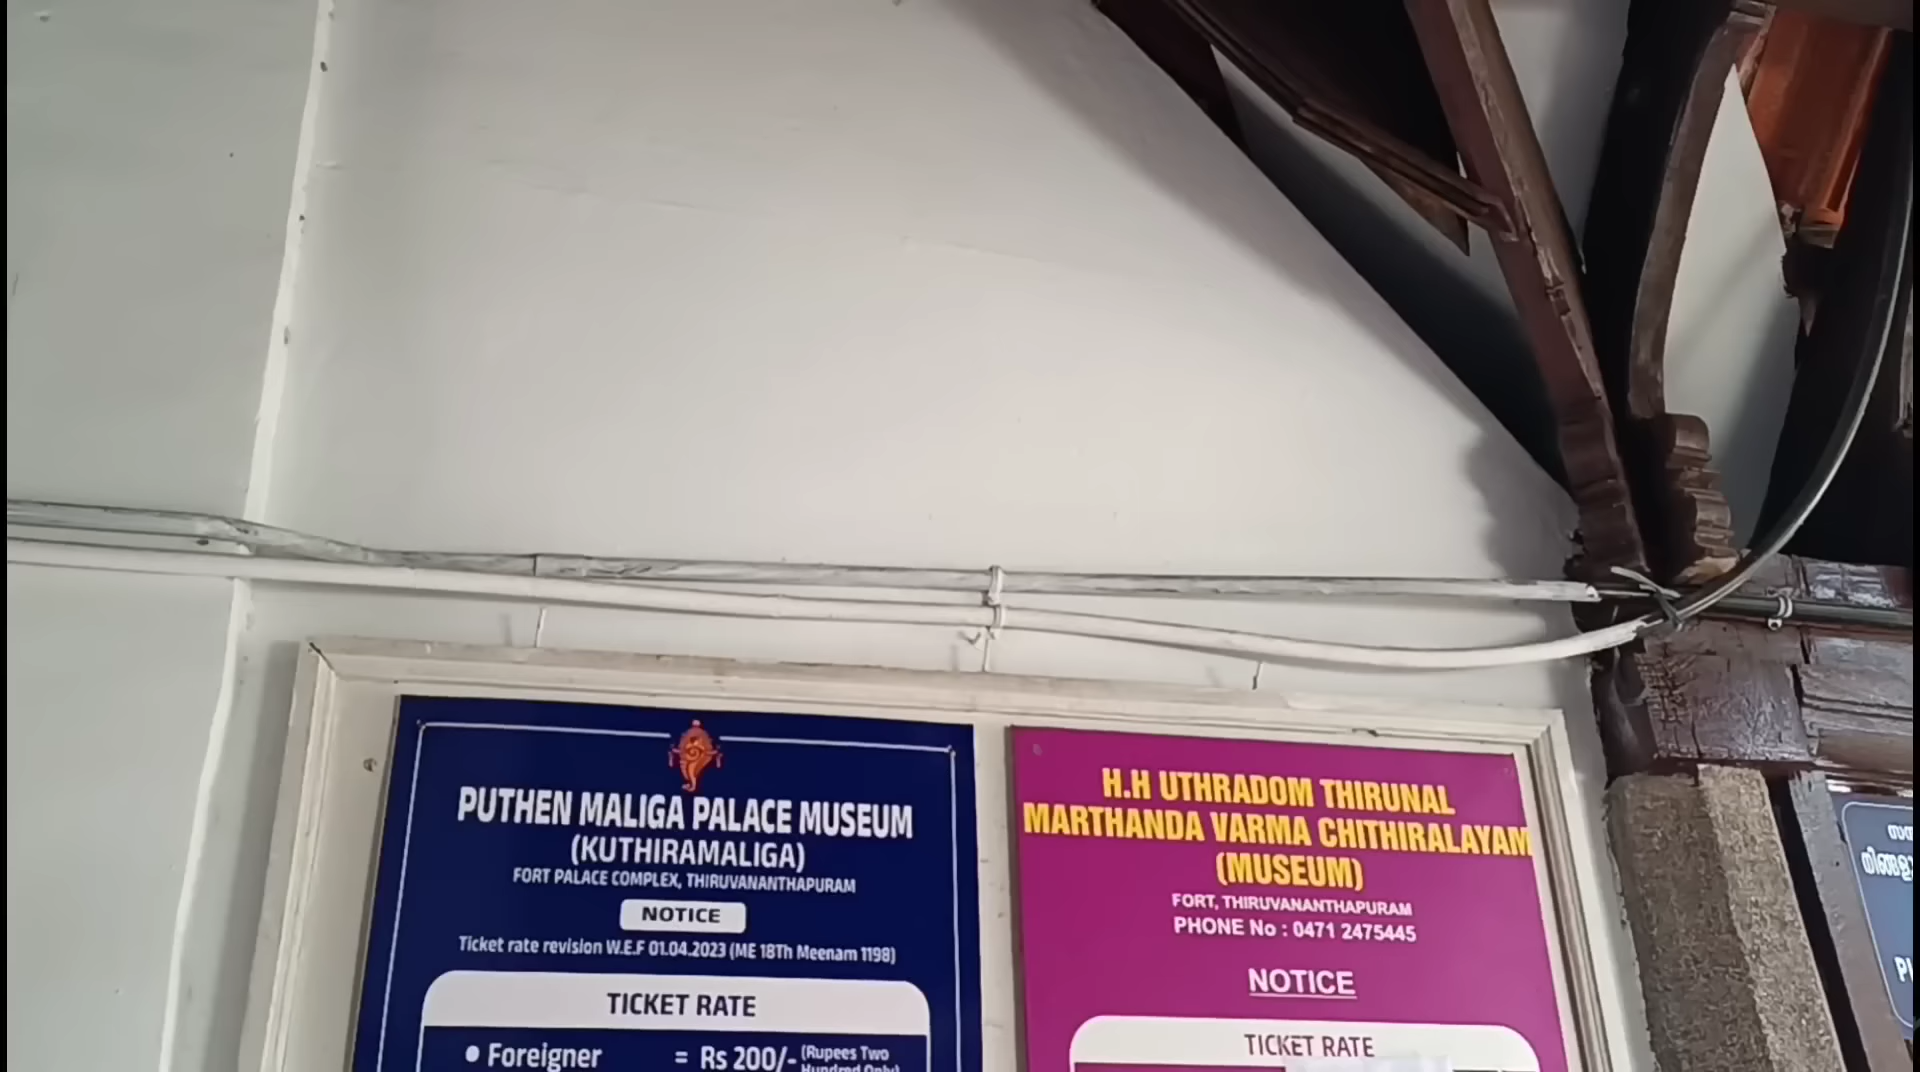 PUTHEN MALIGA PALACE MUSEUM
(KUTHIRAMALIGA)
FORT PALACE COMPLEX, THIRUVANANTHAPURAM
NOTICE
Ticket rate revision W.E.F 01.04.2023 (ME 18Th Meenam 1198)
TICKET RATE
● Foreigner = Rs 200/- (Rupees Two
Hundred Only)
H.H UTHRADOM THIRUNAL
MARTHANDA VARMA CHITHIRALAYAM
(MUSEUM)
FORT, THIRUVANANTHAPURAM
PHONE No : 0471 2475445
NOTICE
TICKET RATE